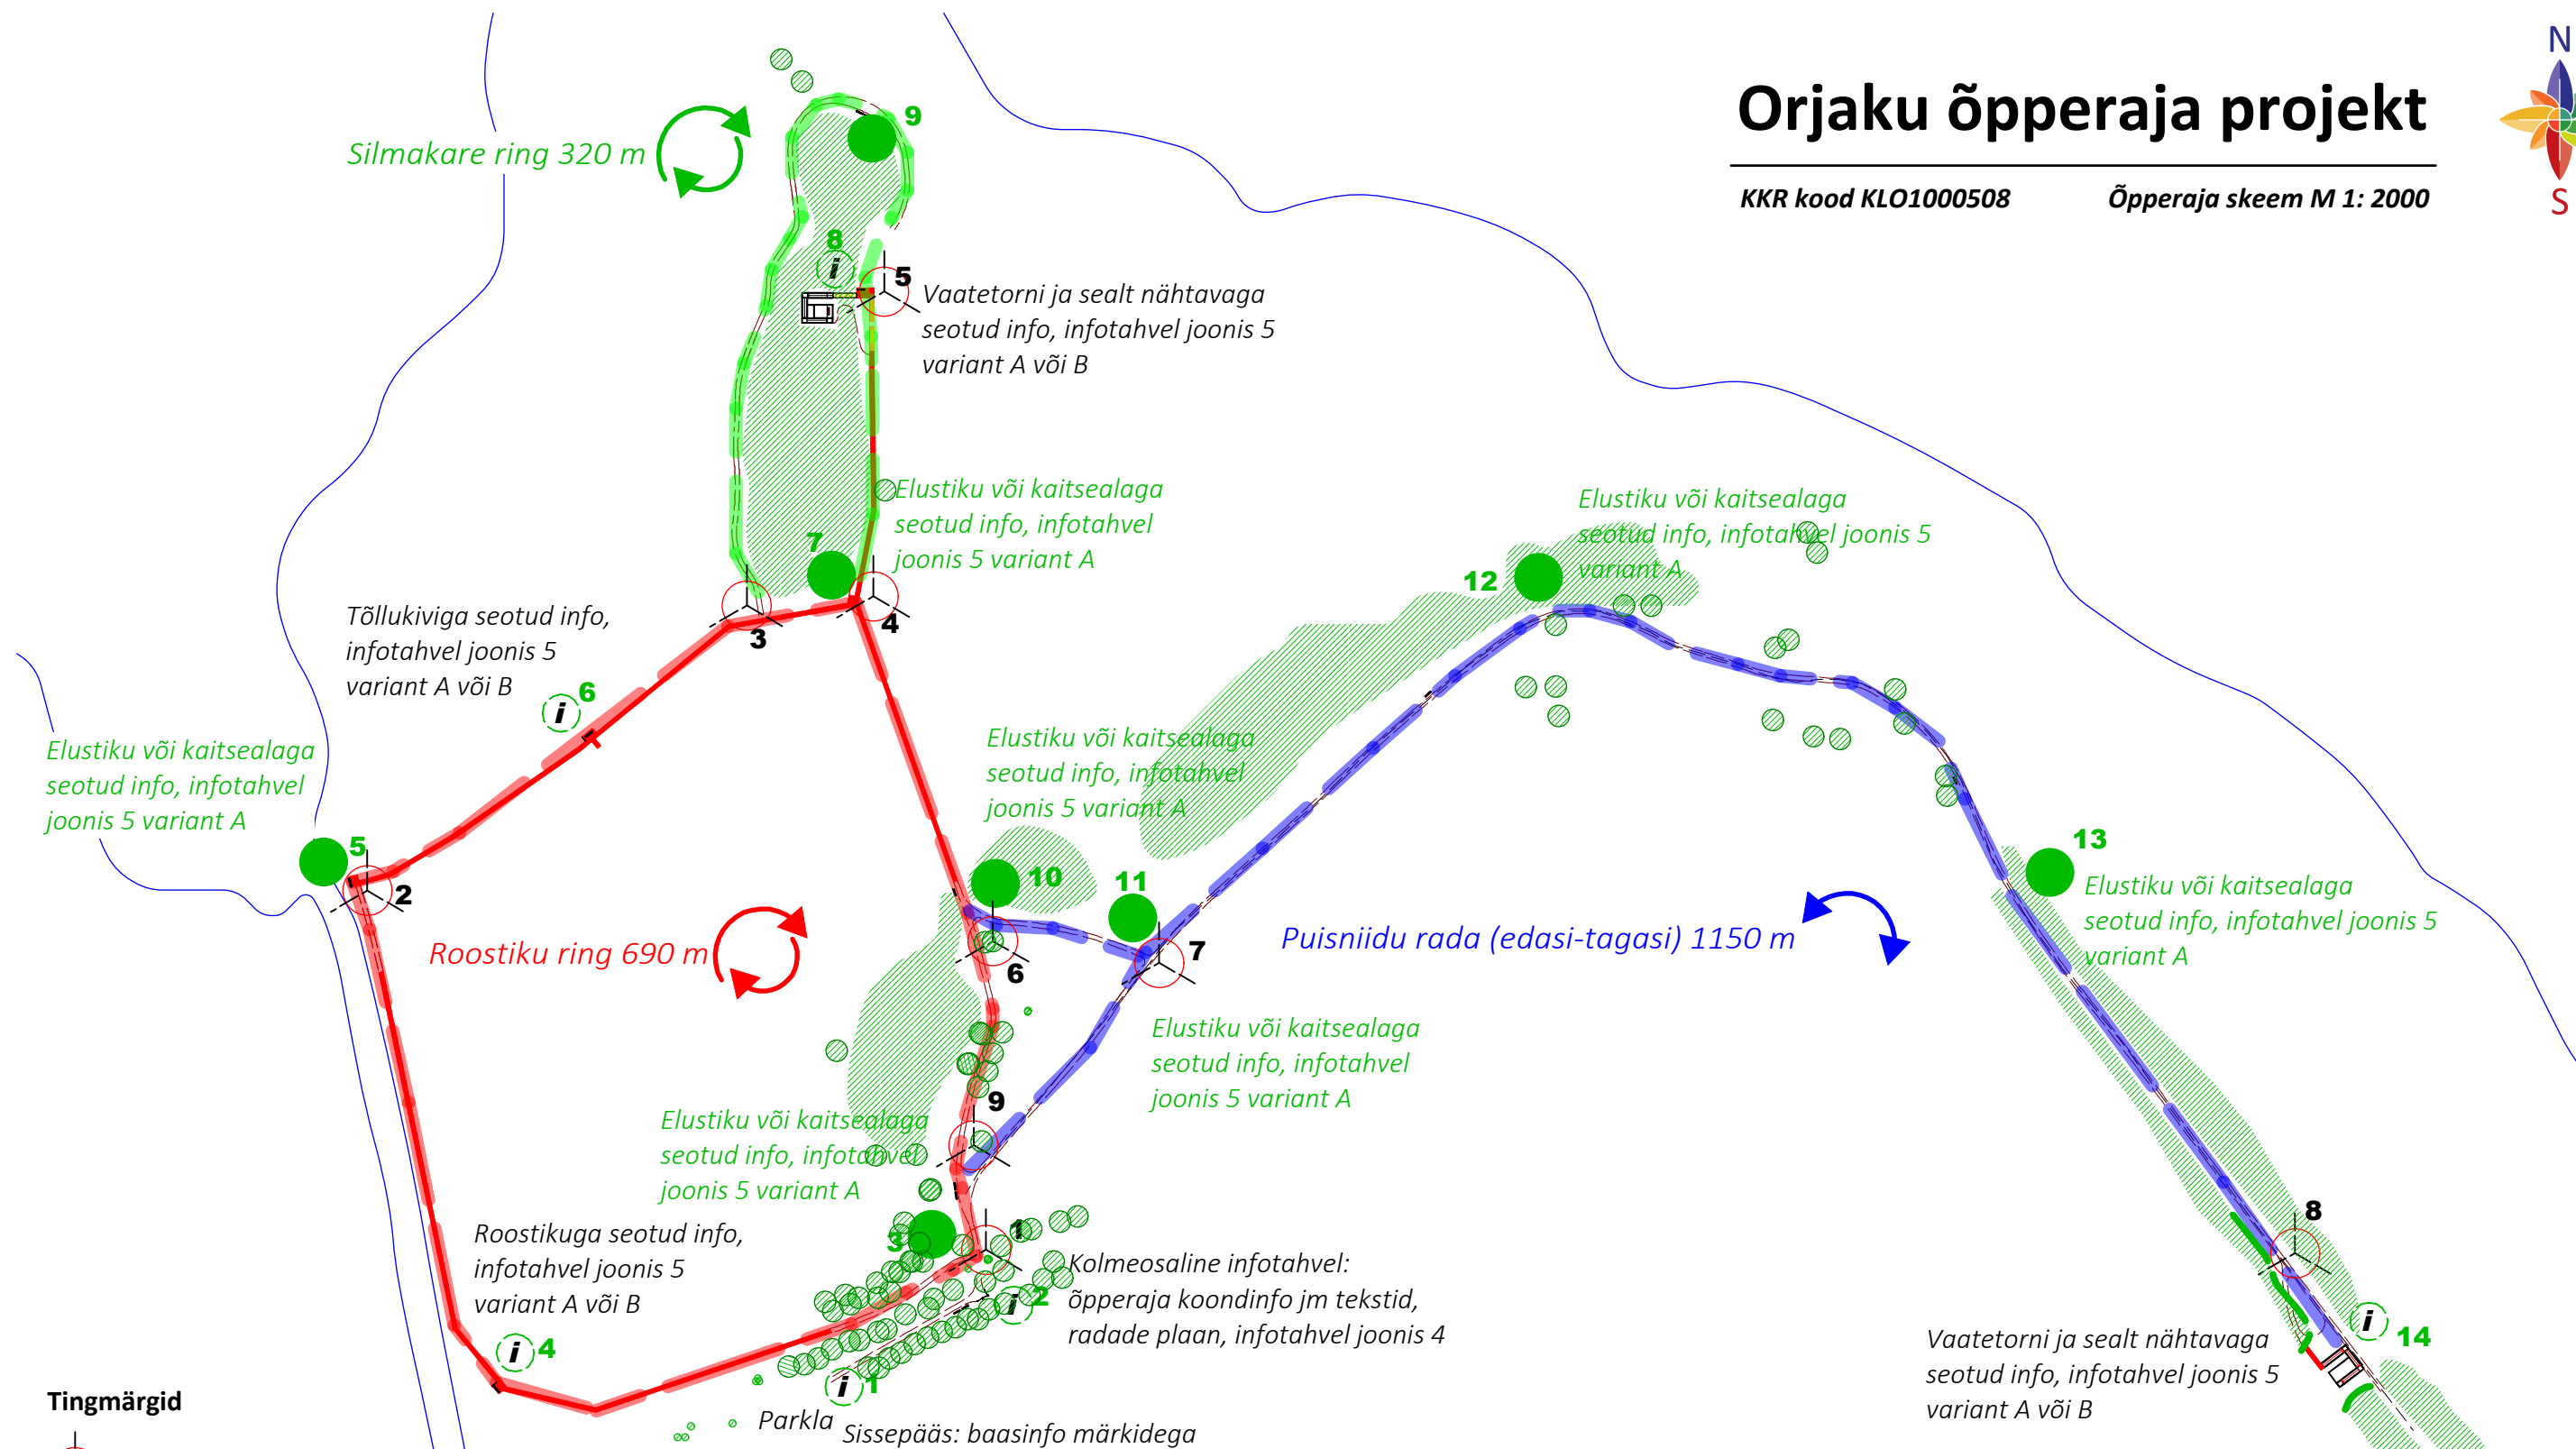 N
Orjaku õpperaja projekt
KKR kood KLO1000508
Õpperaja skeem M 1: 2000
S
9
Silmakare ring 320 m
8
i
5
Vaatetorni ja sealt nähtavaga
seotud info, infotahvel joonis 5
variant A või B
Elustiku või kaitsealaga
seotud info, infotahvel
joonis 5 variant A
7
Elustiku või kaitsealaga
seotud info, infotahvel joonis 5
variant A
12
3
4
Tõllukiviga seotud info,
infotahvel joonis 5
variant A või B
i
6
Elustiku või kaitsealaga
seotud info, infotahvel
joonis 5 variant A
5
2
Elustiku või kaitsealaga
seotud info, infotahvel
joonis 5 variant A
10
11
6
7
13
Elustiku või kaitsealaga
seotud info, infotahvel joonis 5
variant A
Roostiku ring 690 m
Puisniidu rada (edasi-tagasi) 1150 m
Elustiku või kaitsealaga
seotud info, infotahvel
joonis 5 variant A
9
Elustiku või kaitsealaga
seotud info, infotahvel
joonis 5 variant A
3
1
8
Roostikuga seotud info,
infotahvel joonis 5
variant A või B
i
4
Kolmeosaline infotahvel:
õpperaja koondinfo jm tekstid,
radade plaan, infotahvel joonis 4
i
2
i
1
i
14
Vaatetorni ja sealt nähtavaga
seotud info, infotahvel joonis 5
variant A või B
Tingmärgid
Parkla
Sissepääs: baasinfo märkidega